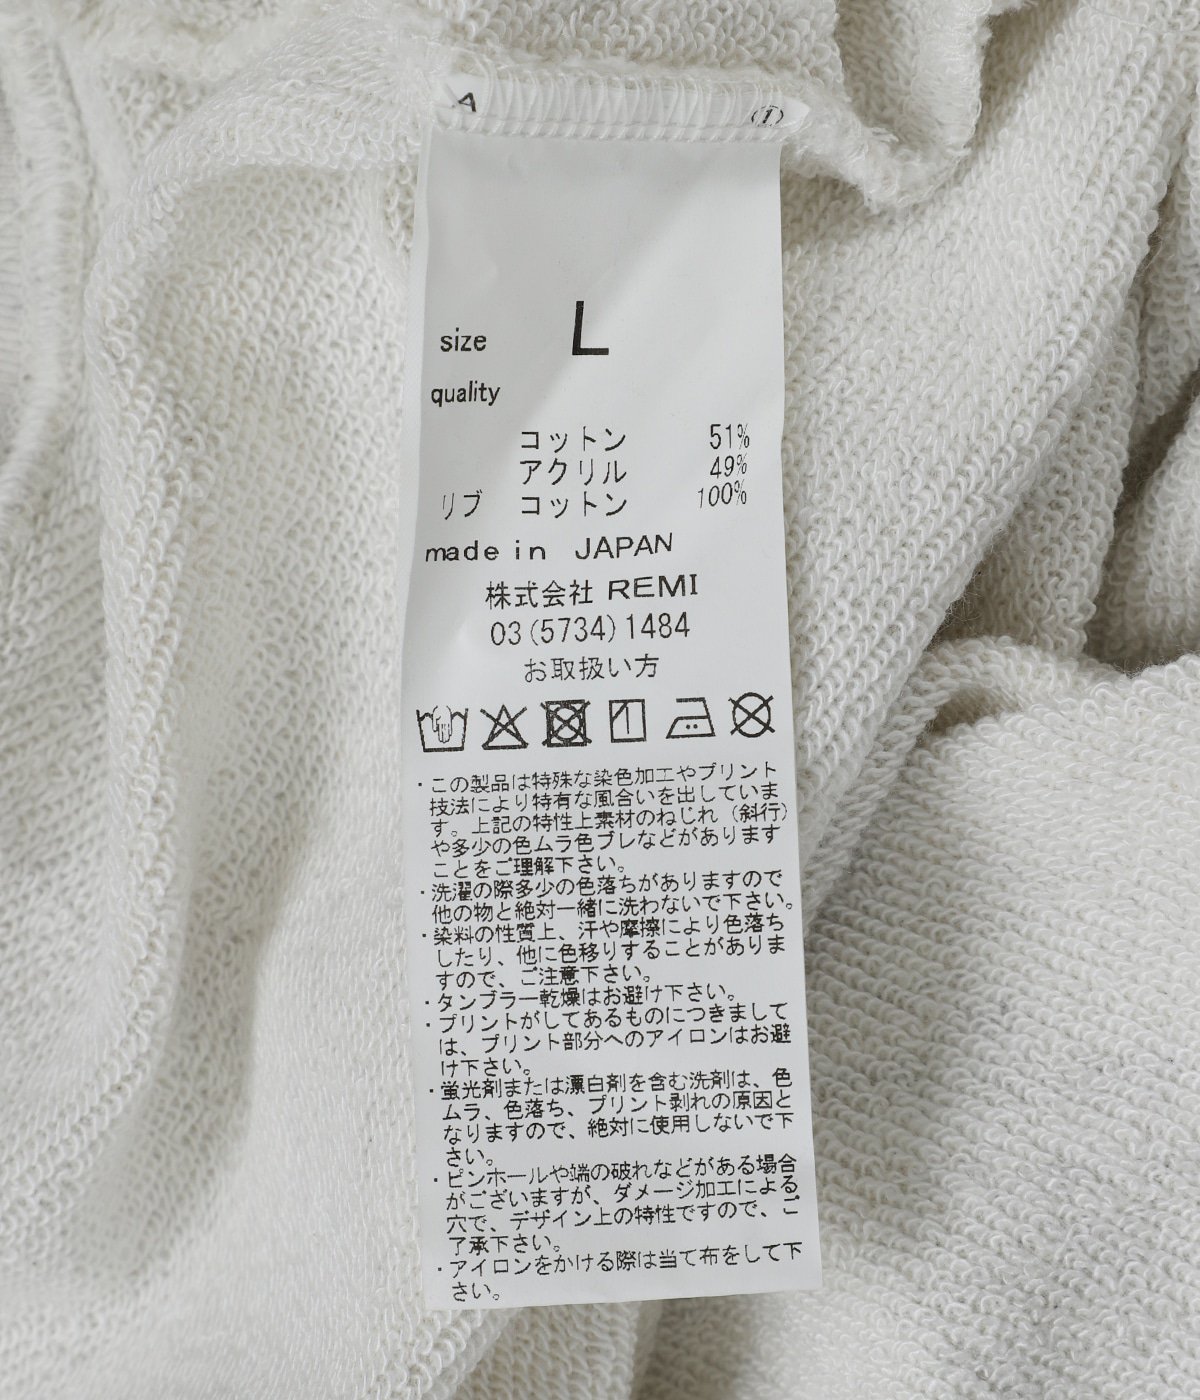 A ①
size L
quality
コットン 51%
アクリル 49%
リブ コットン 100%
made in JAPAN
株式会社 REMI
03(5734)1484
お取扱い方
・この製品は特殊な染色加工やプリント
技法により特有な風合いを出していま
す。上記の特性上素材のねじれ（斜行）
や多少の色ムラ色ブレなどがあります
ことをご理解下さい。
・洗濯の際多少の色落ちがありますので
他の物と絶対一緒に洗わないで下さい。
・染料の性質上、汗や摩擦により色落ち
したり、他に色移りすることがありま
すので、ご注意下さい。
・タンブラー乾燥はお避け下さい。
・プリントがしてあるものにつきまして
は、プリント部分へのアイロンはお避
け下さい。
・蛍光剤または漂白剤を含む洗剤は、色
ムラ、色落ち、プリント剥れの原因と
なりますので、絶対に使用しないで下
さい。
・ピンホールや端の破れなどがある場合
がございますが、ダメージ加工による
穴で、デザイン上の特性ですので、ご
了承下さい。
・アイロンをかける際は当て布をして下
さい。